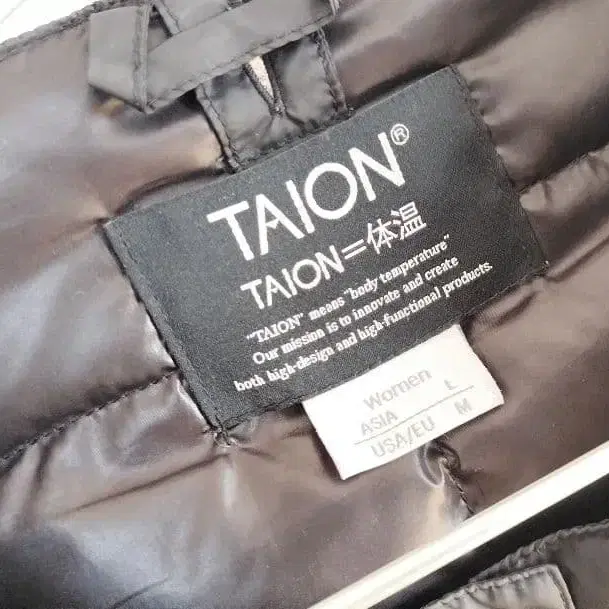 TAION®
TAION=体温
"TAION" means "body temperature"
Our mission is to innovate and create
both high-design and high-functional products.
Women
ASIA L
USA/EU M